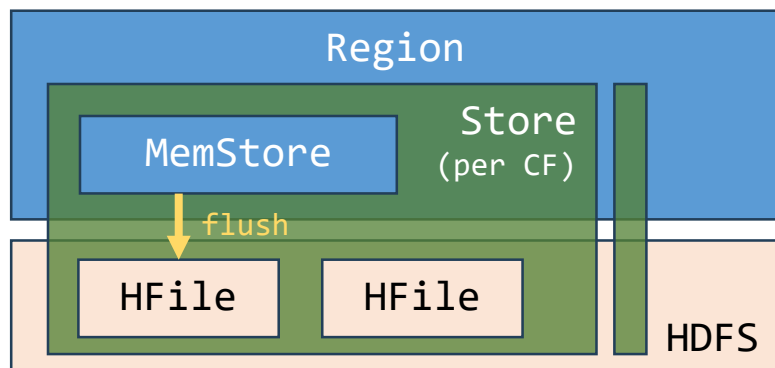 Region
Store
(per CF)
MemStore
flush
HFile
HFile
HDFS